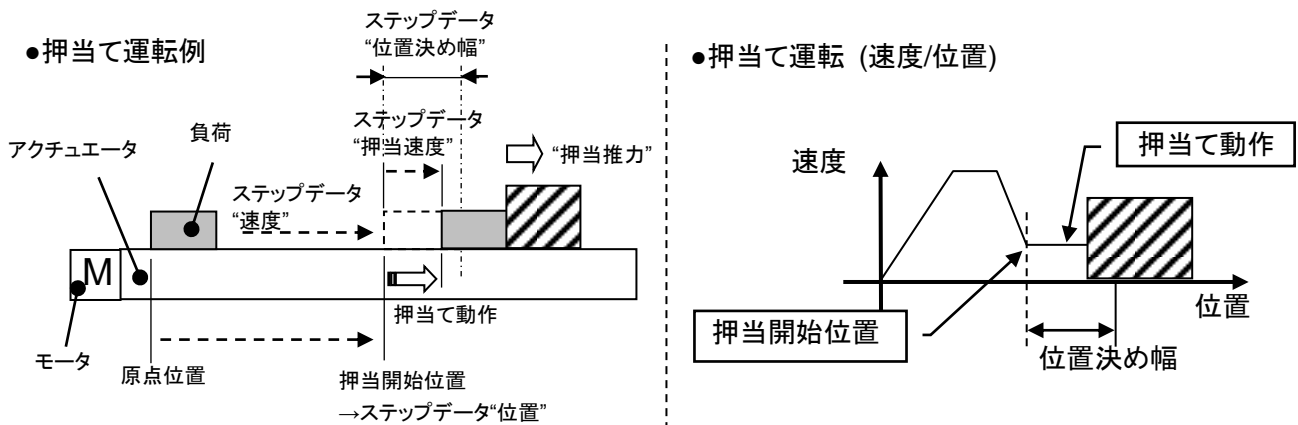 ●押当て運転例
ステップデータ
“位置決め幅”
ステップデータ
“押当速度”
“押当推力”
負荷
アクチュエータ
ステップデータ
“速度”
M
押当て動作
モータ
原点位置
押当開始位置
→ステップデータ“位置”
●押当て運転 (速度/位置)
速度
押当て動作
位置
押当開始位置
位置決め幅